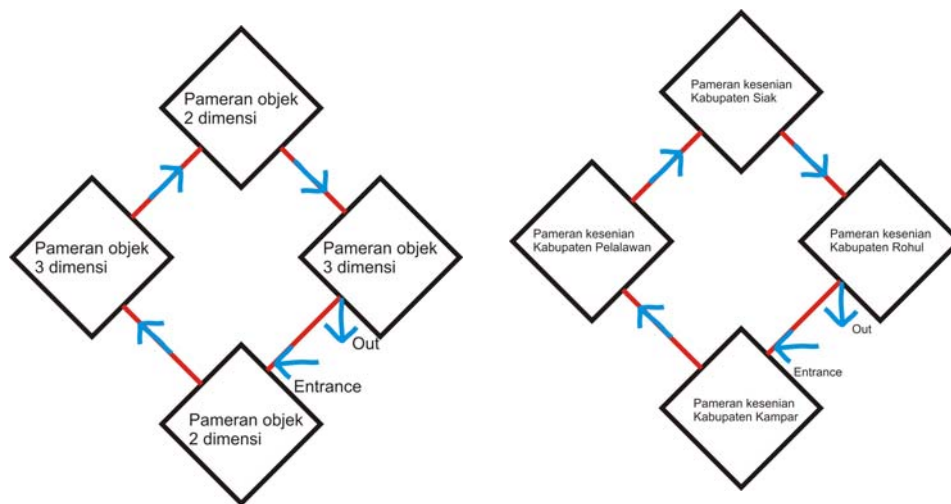 Pameran objek
2 dimensi
Pameran objek
3 dimensi
Pameran objek
3 dimensi
Out
Entrance
Pameran objek
2 dimensi
Pameran kesenian
Kabupaten Siak
Pameran kesenian
Kabupaten Pelalawan
Pameran kesenian
Kabupaten Rohul
Out
Entrance
Pameran kesenian
Kabupaten Kampar